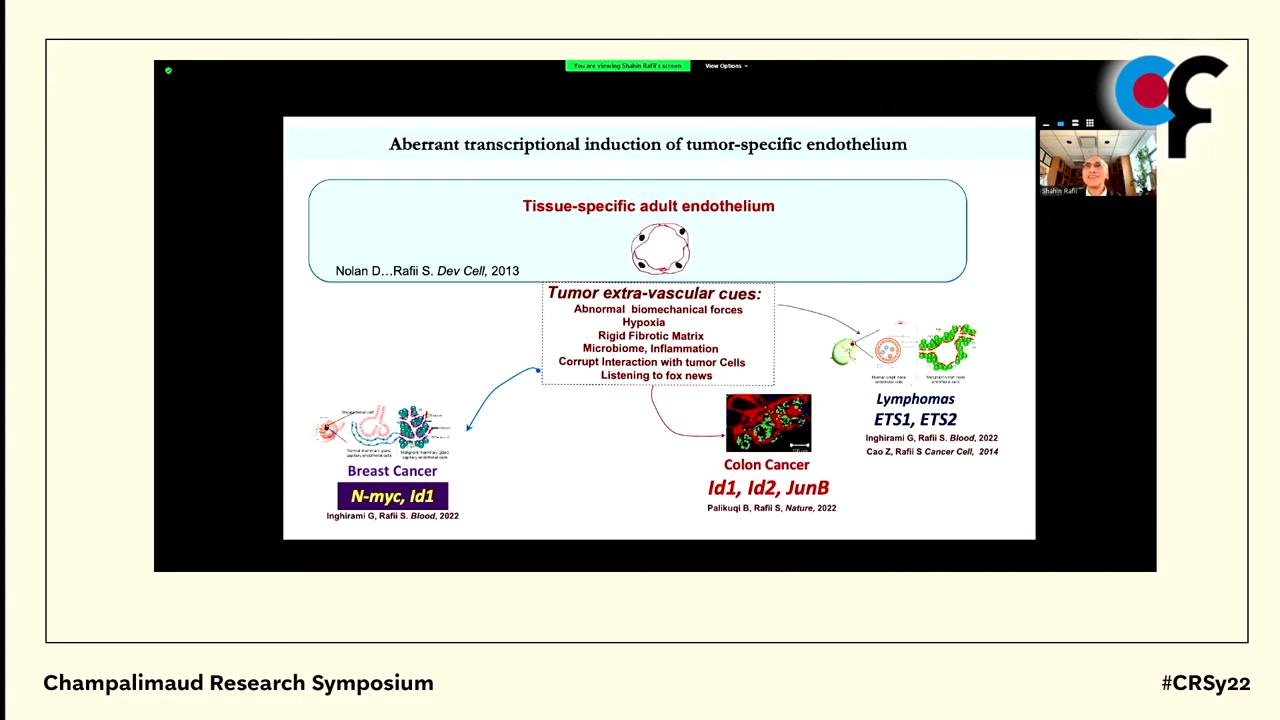 You are viewing Shahin Rafii's screen
View Options
cf
Aberrant transcriptional induction of tumor-specific endothelium
Shahin Rafii
Tissue-specific adult endothelium
Nolan D…Rafii S. Dev Cell, 2013
Tumor extra-vascular cues:
Abnormal biomechanical forces
Hypoxia
Rigid Fibrotic Matrix
Microbiome, Inflammation
Corrupt Interaction with tumor Cells
Listening to fox news
Lymphomas
ETS1, ETS2
Inghirami G, Rafii S. Blood, 2022
Cao Z, Rafii S Cancer Cell, 2014
Breast Cancer
N-myc, Id1
Inghirami G, Rafii S. Blood, 2022
Colon Cancer
Id1, Id2, JunB
Palikuqi B, Rafii S, Nature, 2022
Champalimaud Research Symposium
#CRSy22